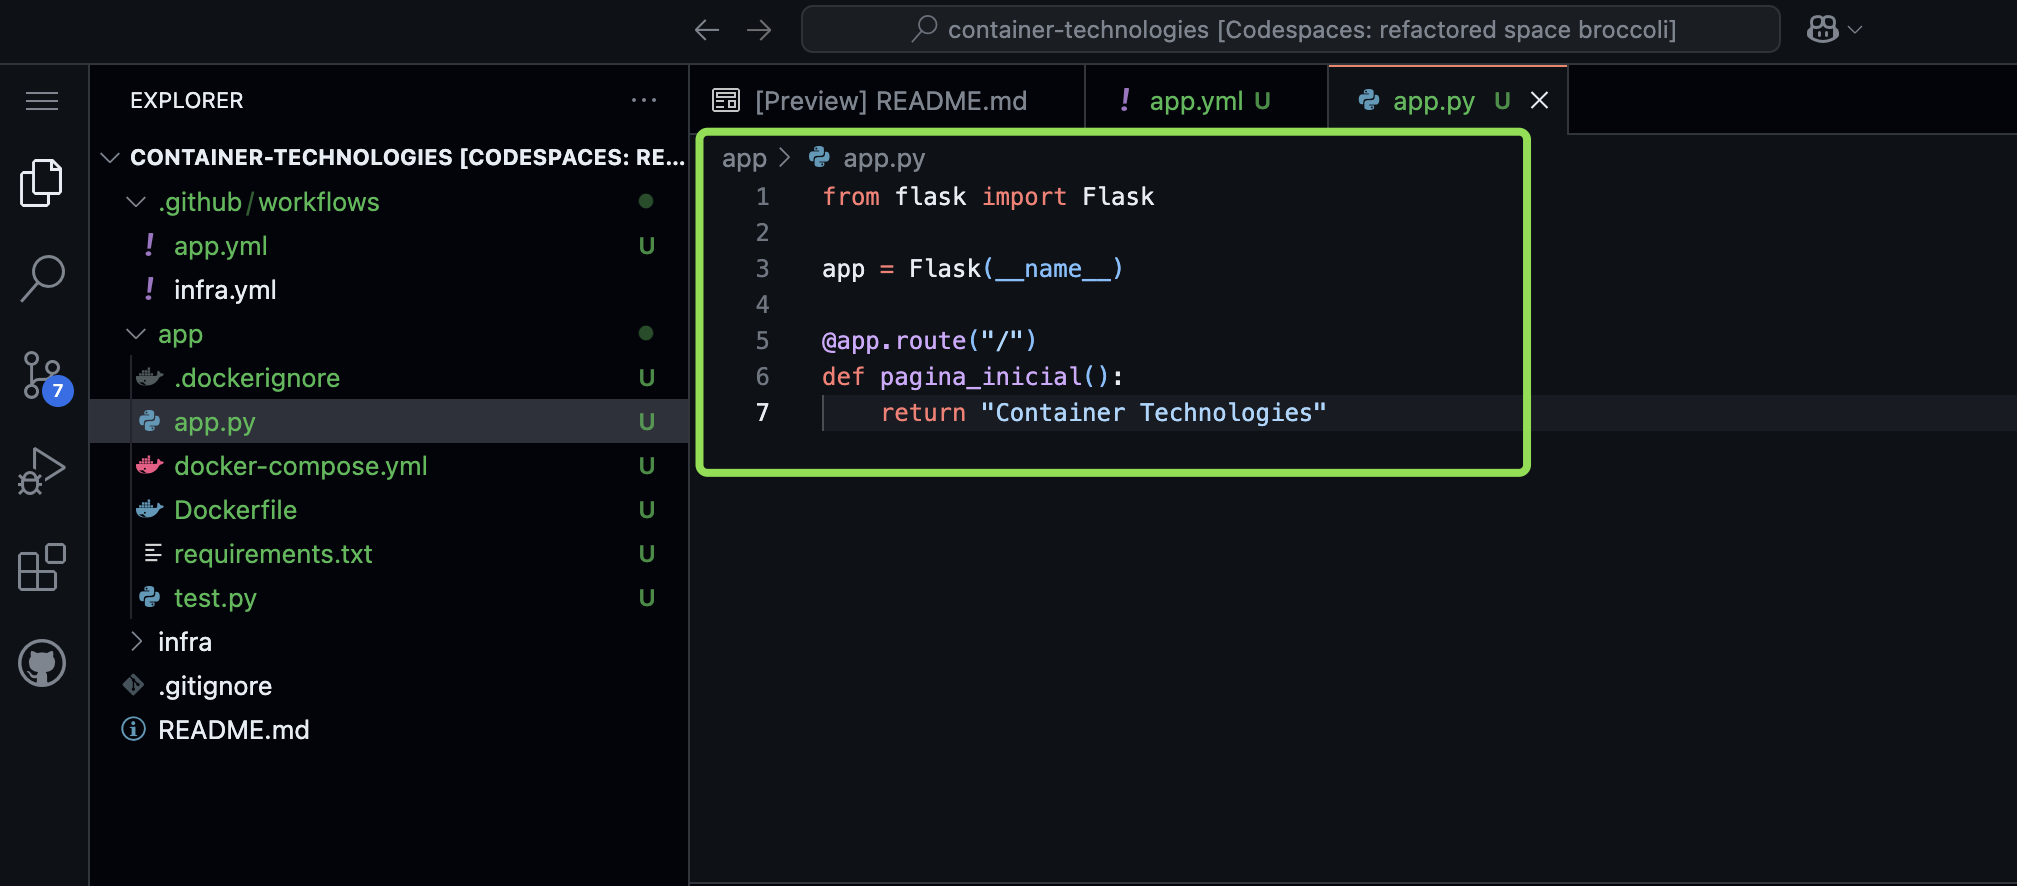 container-technologies [Codespaces: refactored space broccoli]
EXPLORER
CONTAINER-TECHNOLOGIES [CODESPACES: RE...
.github/workflows
app.yml U
infra.yml
app
.dockerignore U
app.py U
docker-compose.yml U
Dockerfile U
requirements.txt U
test.py U
infra
.gitignore
README.md
7
[Preview] README.md
app.yml U
app.py U
app > app.py
1 from flask import Flask
2
3 app = Flask(__name__)
4
5 @app.route("/")
6 def pagina_inicial():
7     return "Container Technologies"